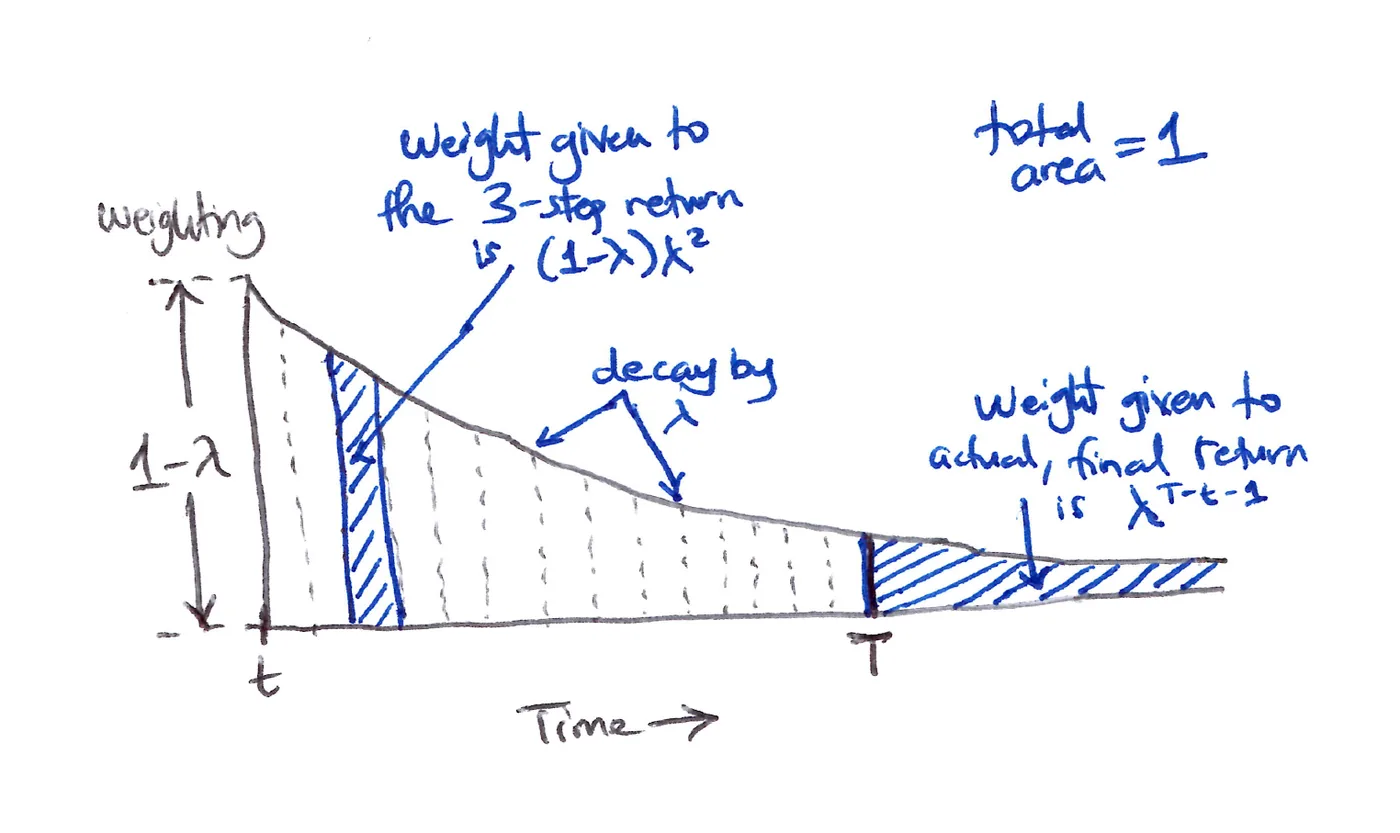 weight given to
the 3-step return
is (1-λ)λ²
total
area = 1
weighting
1-λ
decay by
λ
weight given to
actual, final return
is λ^T-t-1
t
T
Time →